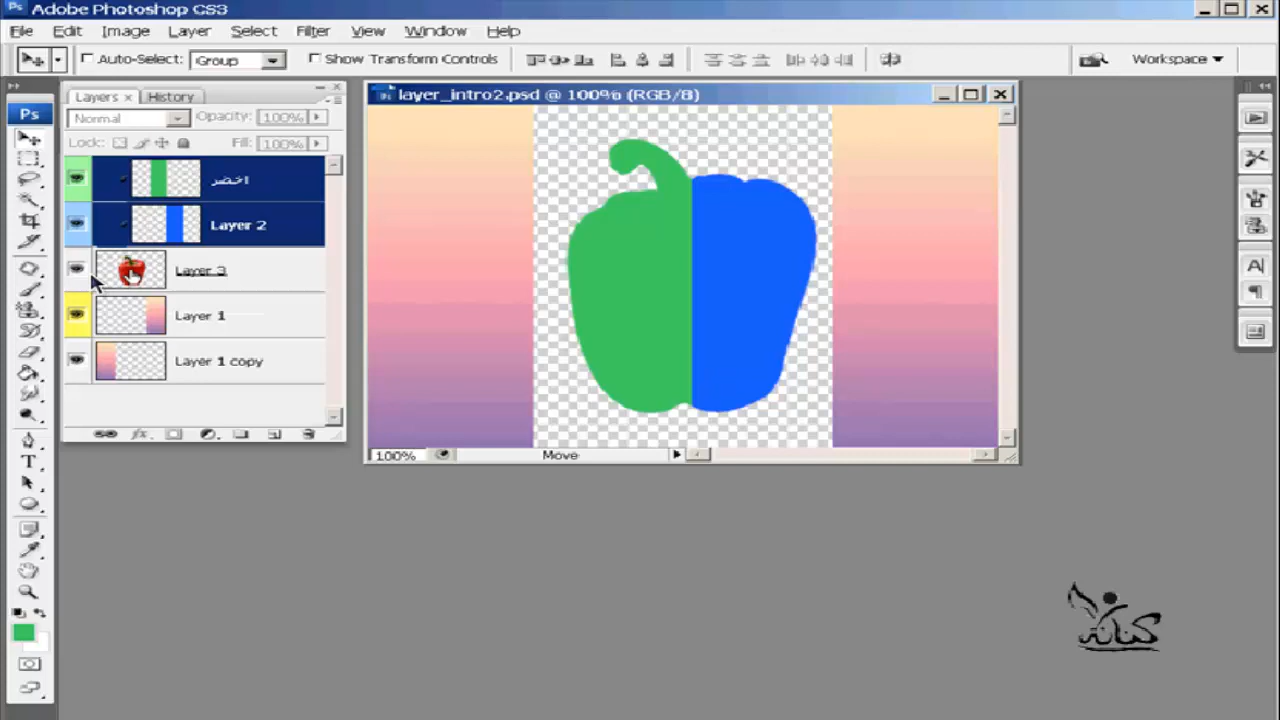 Adobe Photoshop CS3
File Edit Image Layer Select Filter View Window Help
Auto-Select: Group Show Transform Controls Workspace
Layers × History
Normal Opacity: 100%
Lock: Fill: 100%
Ps
اخضر
Layer 2
Layer 3
Layer 1
Layer 1 copy
layer_intro2.psd @ 100% (RGB/8)
100% Move
كنانة